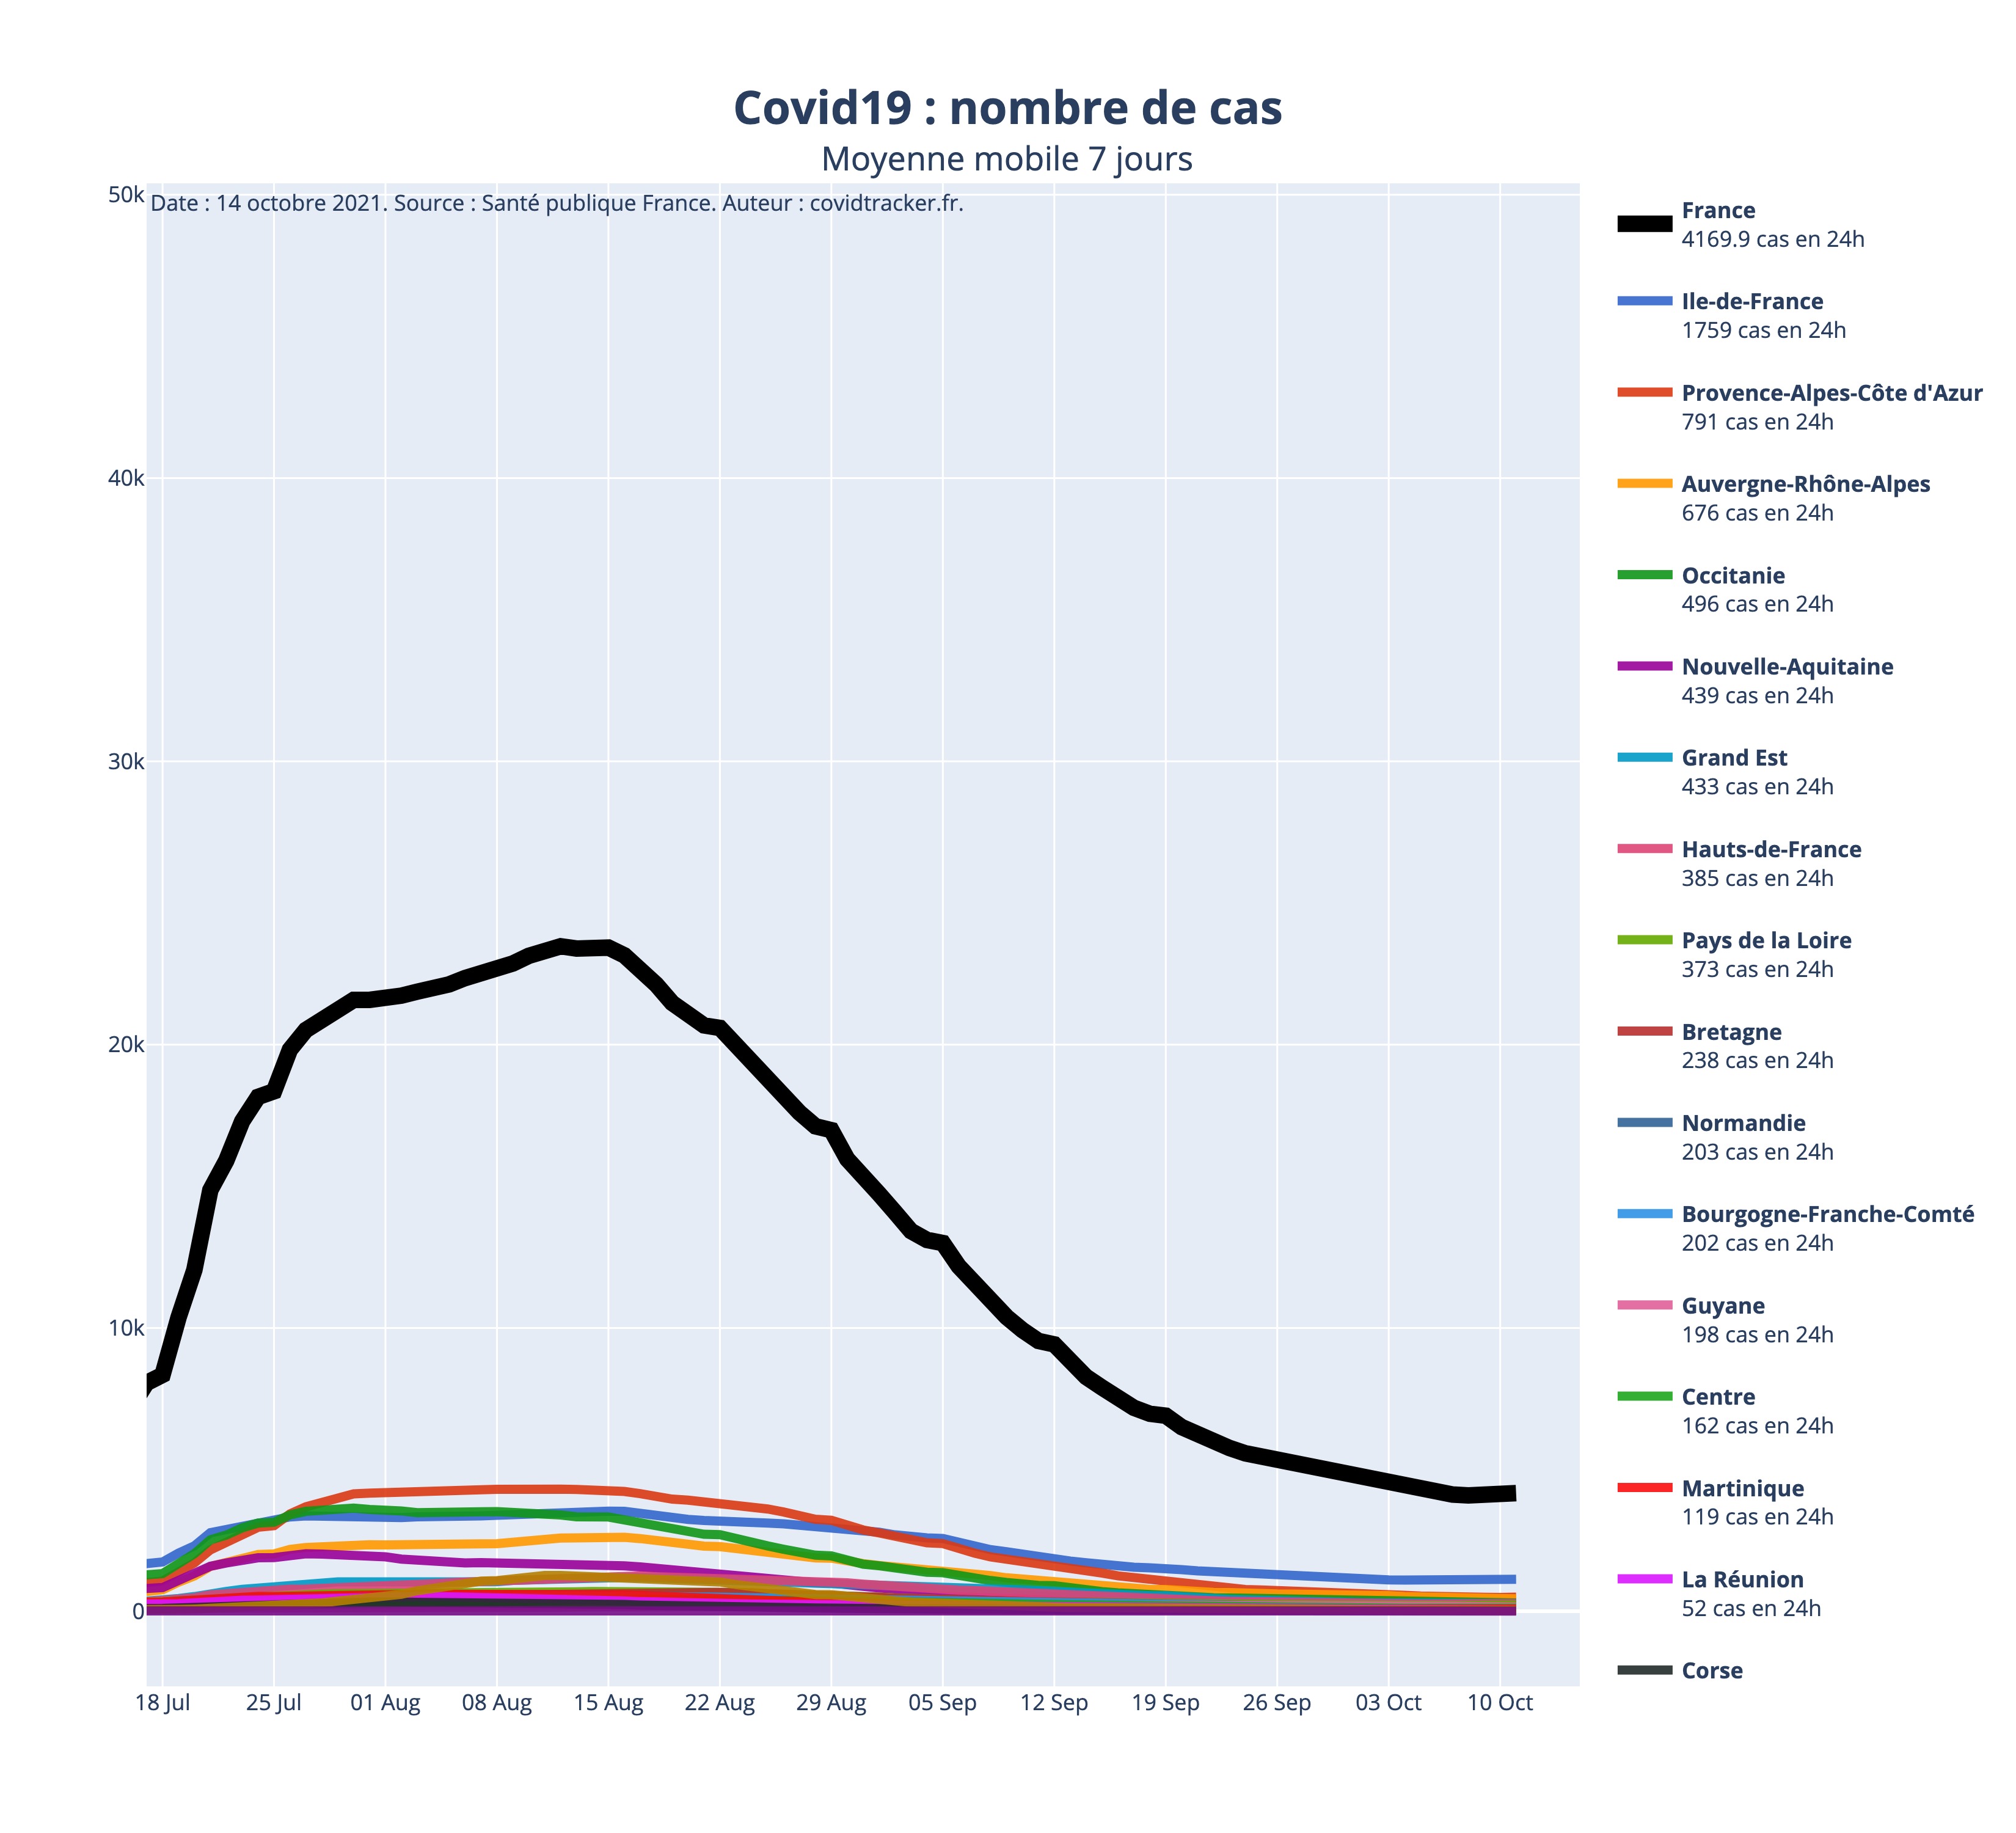 Covid19 : nombre de cas
Moyenne mobile 7 jours
Date : 14 octobre 2021. Source : Santé publique France. Auteur : covidtracker.fr.
50k
40k
30k
20k
10k
0
18 Jul
25 Jul
01 Aug
08 Aug
15 Aug
22 Aug
29 Aug
05 Sep
12 Sep
19 Sep
26 Sep
03 Oct
10 Oct
France
4169.9 cas en 24h
Ile-de-France
1759 cas en 24h
Provence-Alpes-Côte d'Azur
791 cas en 24h
Auvergne-Rhône-Alpes
676 cas en 24h
Occitanie
496 cas en 24h
Nouvelle-Aquitaine
439 cas en 24h
Grand Est
433 cas en 24h
Hauts-de-France
385 cas en 24h
Pays de la Loire
373 cas en 24h
Bretagne
238 cas en 24h
Normandie
203 cas en 24h
Bourgogne-Franche-Comté
202 cas en 24h
Guyane
198 cas en 24h
Centre
162 cas en 24h
Martinique
119 cas en 24h
La Réunion
52 cas en 24h
Corse